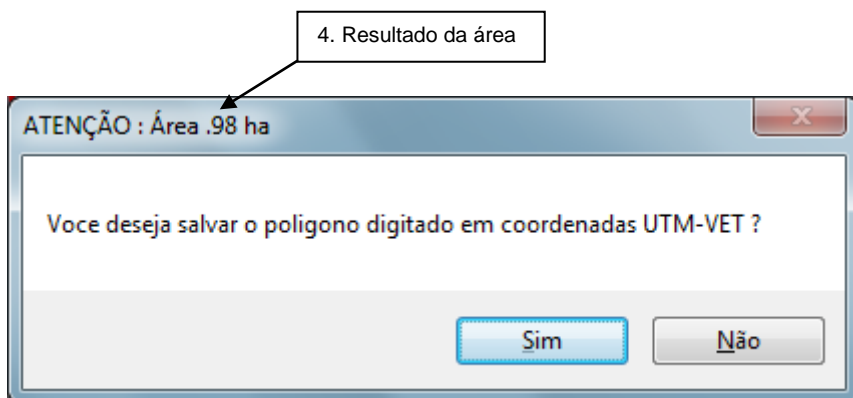 4. Resultado da área
ATENÇÃO : Área .98 ha
X
Voce deseja salvar o poligono digitado em coordenadas UTM-VET ?
Sim
Não